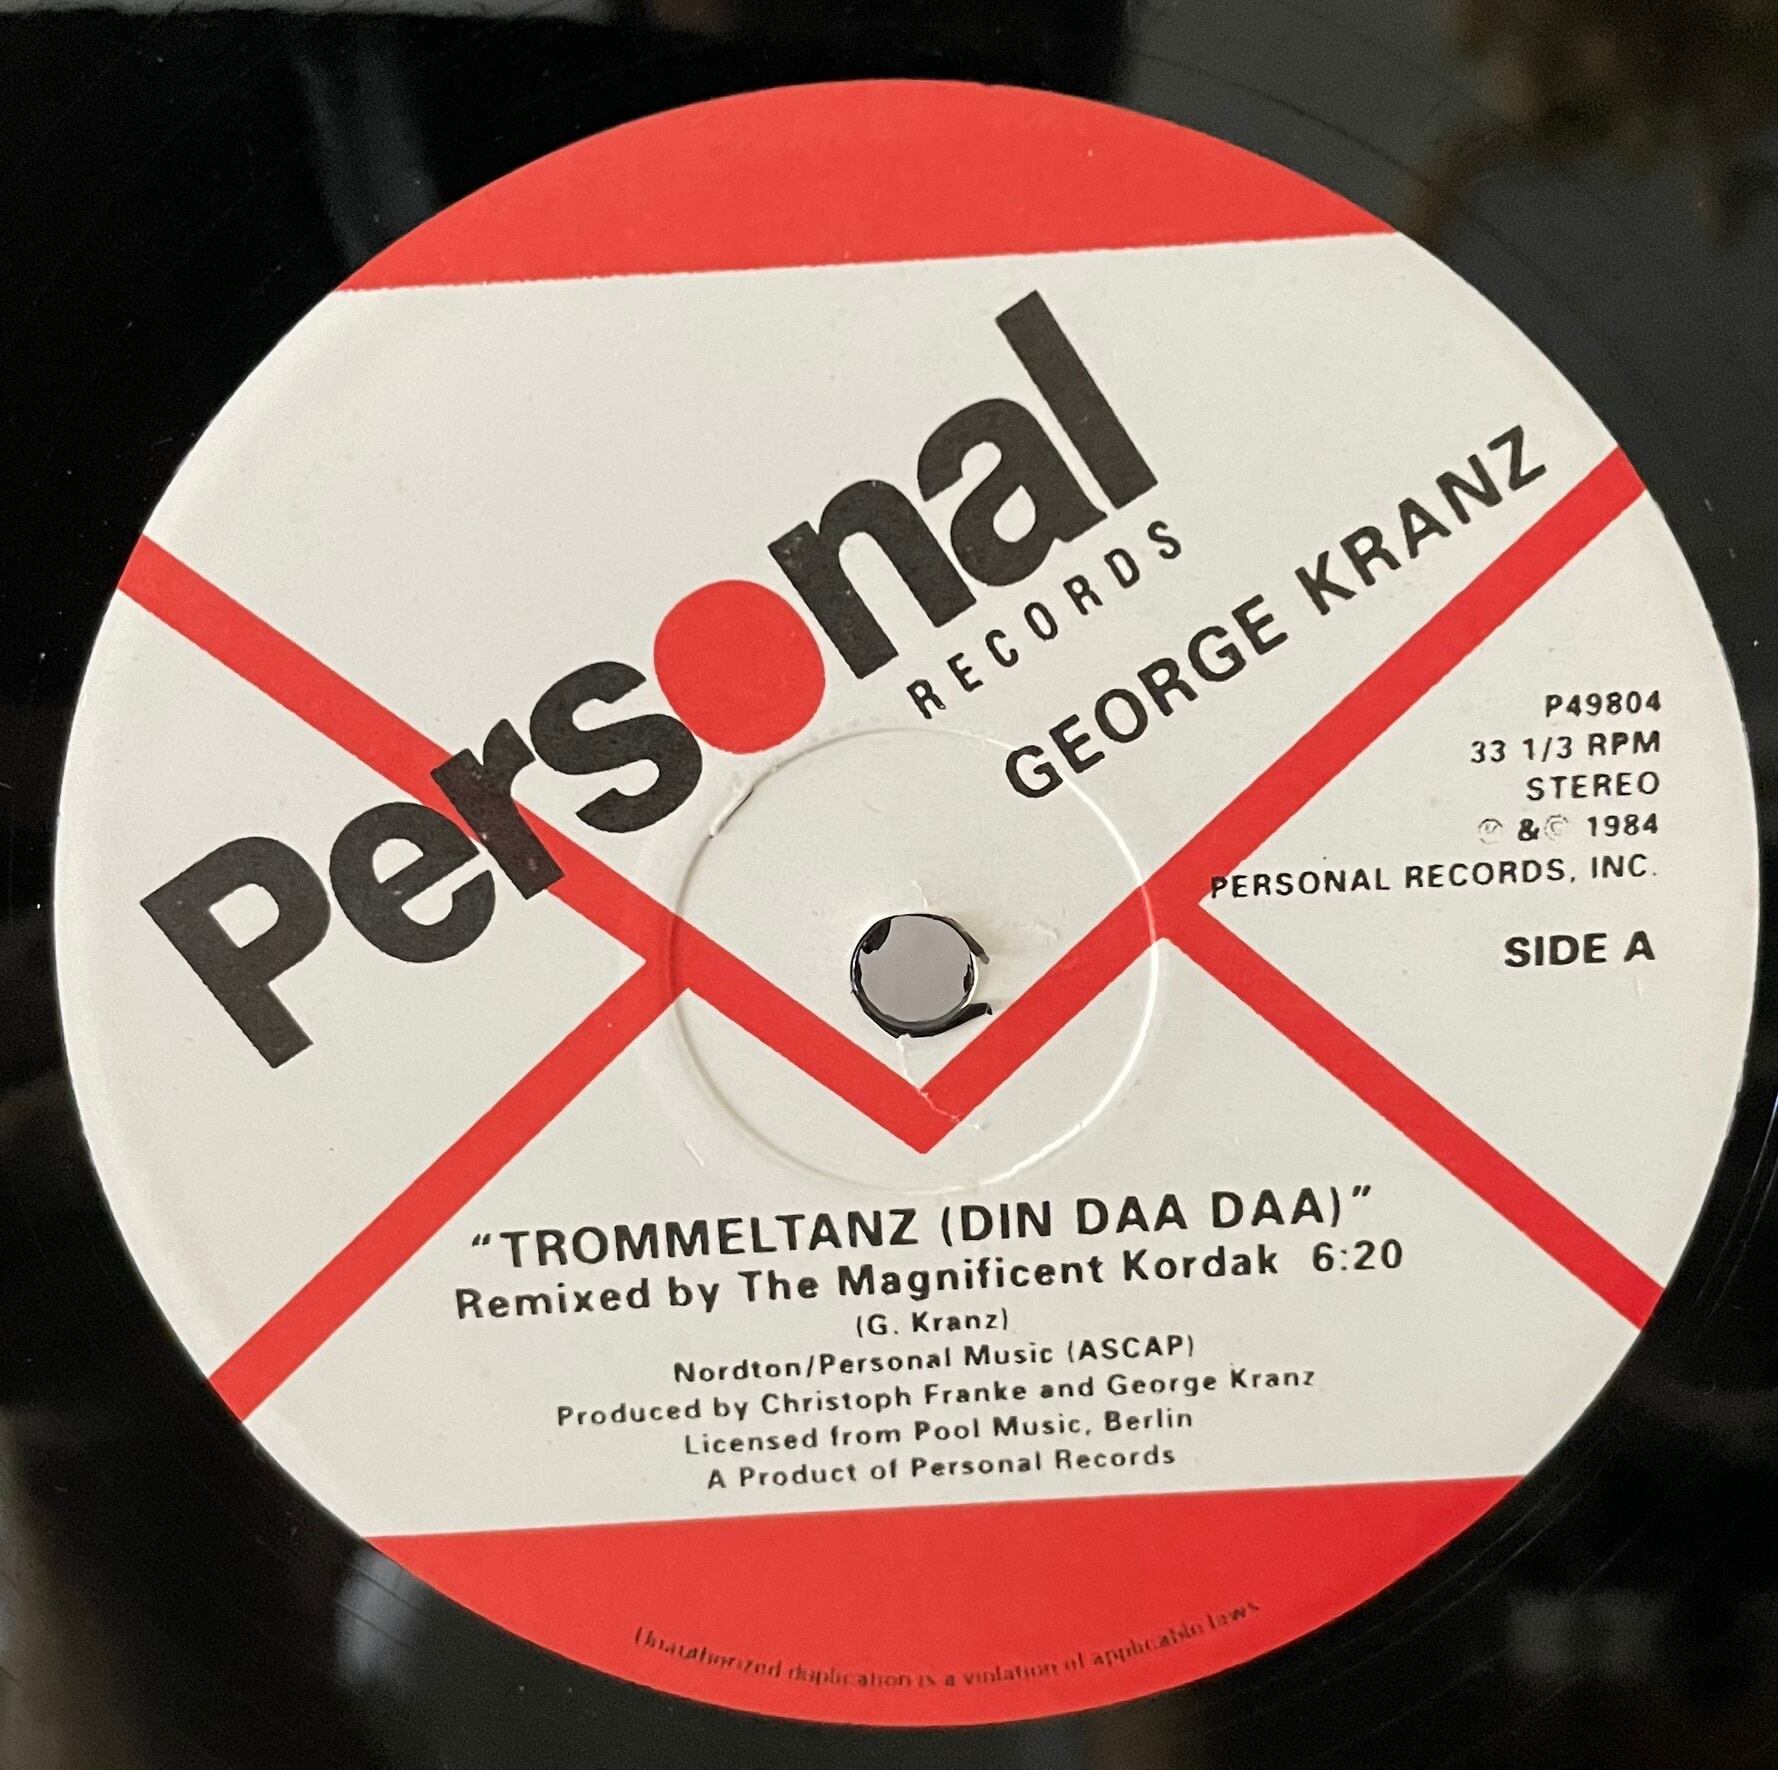 Personal
RECORDS
GEORGE KRANZ
P49804
33 1/3 RPM
STEREO
℗ & © 1984
PERSONAL RECORDS, INC.
SIDE A
“TROMMELTANZ (DIN DAA DAA)”
Remixed by The Magnificent Kordak 6:20
(G. Kranz)
Nordton/Personal Music (ASCAP)
Produced by Christoph Franke and George Kranz
Licensed from Pool Music, Berlin
A Product of Personal Records
Unauthorized duplication is a violation of applicable laws